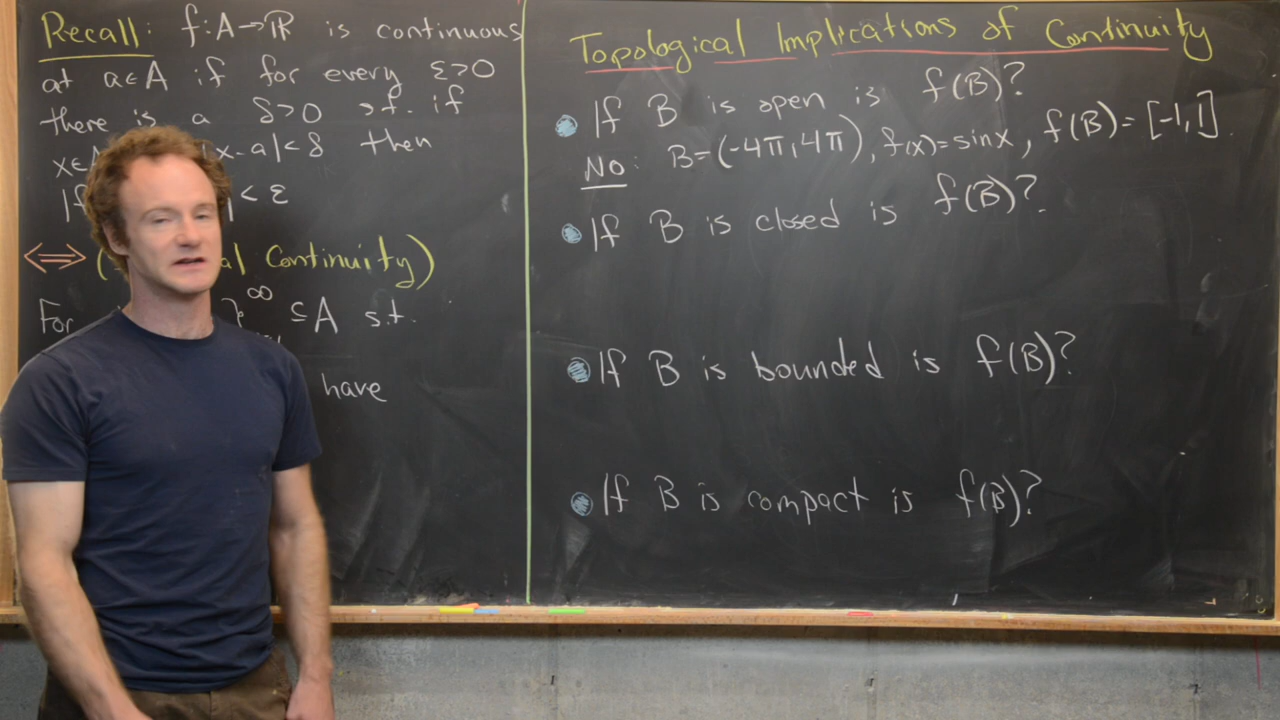 Recall: f:A→ℝ is continuous
at a∈A if for every ε>0
there is a δ>0 s.t. if
x-a|<δ then
|< ε
⟺ (al Continuity)
For }^∞ ⊆A s.t.
have
Topological Implications of Continuity
If B is open is f(B)?
No: B=(-4π,4π), f(x)=sinx, f(B)=[-1,1].
If B is closed is f(B)?
If B is bounded is f(B)?
If B is compact is f(B)?